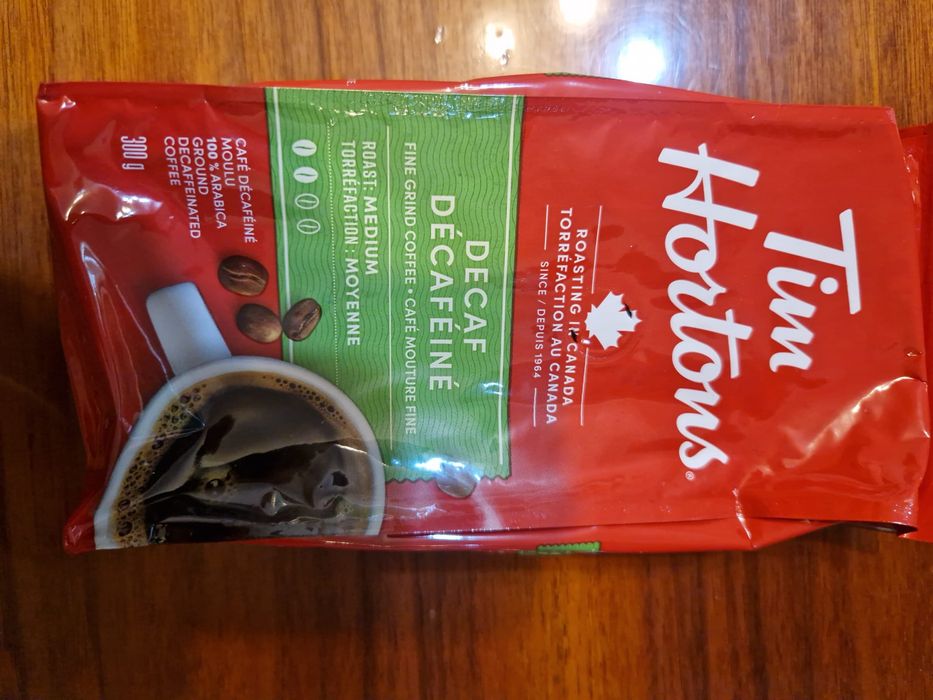 Tim
Hortons®
ROASTING IN CANADA
TORRÉFACTION AU CANADA
SINCE / DEPUIS 1964
DECAF
DÉCAFÉINÉ
FINE GRIND COFFEE • CAFÉ MOUTURE FINE
ROAST: MEDIUM
TORRÉFACTION : MOYENNE
CAFÉ DÉCAFÉINÉ
MOULU
100 % ARABICA
GROUND
DECAFFEINATED
COFFEE
300 g